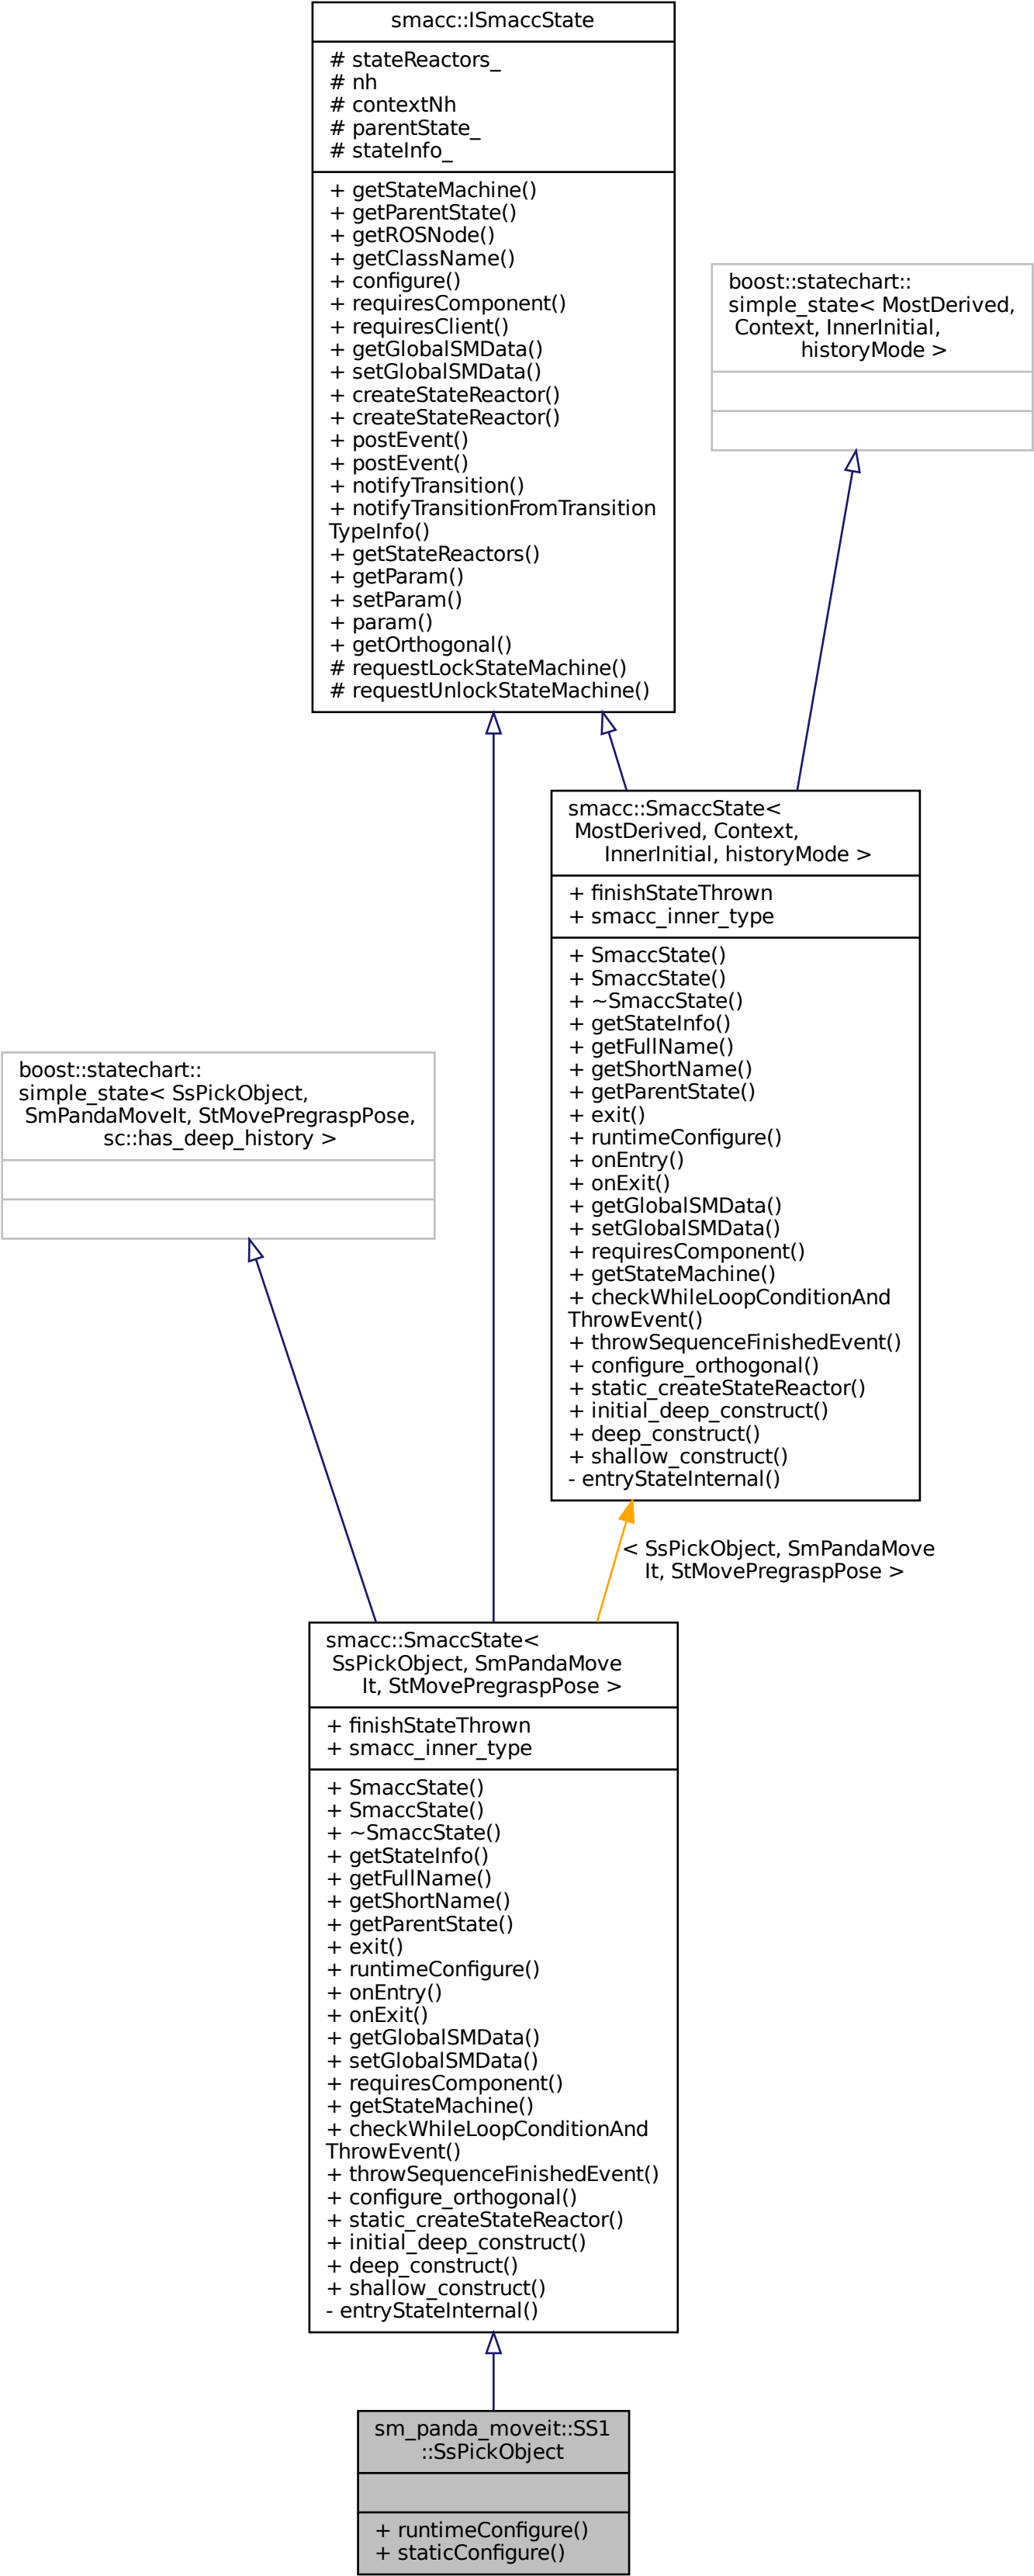 smacc::ISmaccState
# stateReactors_
# nh
# contextNh
# parentState_
# stateInfo_
+ getStateMachine()
+ getParentState()
+ getROSNode()
+ getClassName()
+ configure()
+ requiresComponent()
+ requiresClient()
+ getGlobalSMData()
+ setGlobalSMData()
+ createStateReactor()
+ createStateReactor()
+ postEvent()
+ postEvent()
+ notifyTransition()
+ notifyTransitionFromTransition
TypeInfo()
+ getStateReactors()
+ getParam()
+ setParam()
+ param()
+ getOrthogonal()
# requestLockStateMachine()
# requestUnlockStateMachine()
boost::statechart::
simple_state< MostDerived,
Context, InnerInitial,
historyMode >
smacc::SmaccState<
MostDerived, Context,
InnerInitial, historyMode >
+ finishStateThrown
+ smacc_inner_type
+ SmaccState()
+ SmaccState()
+ ~SmaccState()
+ getStateInfo()
+ getFullName()
+ getShortName()
+ getParentState()
+ exit()
+ runtimeConfigure()
+ onEntry()
+ onExit()
+ getGlobalSMData()
+ setGlobalSMData()
+ requiresComponent()
+ getStateMachine()
+ checkWhileLoopConditionAnd
ThrowEvent()
+ throwSequenceFinishedEvent()
+ configure_orthogonal()
+ static_createStateReactor()
+ initial_deep_construct()
+ deep_construct()
+ shallow_construct()
- entryStateInternal()
boost::statechart::
simple_state< SsPickObject,
SmPandaMoveIt, StMovePregraspPose,
sc::has_deep_history >
< SsPickObject, SmPandaMove
It, StMovePregraspPose >
smacc::SmaccState<
SsPickObject, SmPandaMove
It, StMovePregraspPose >
+ finishStateThrown
+ smacc_inner_type
+ SmaccState()
+ SmaccState()
+ ~SmaccState()
+ getStateInfo()
+ getFullName()
+ getShortName()
+ getParentState()
+ exit()
+ runtimeConfigure()
+ onEntry()
+ onExit()
+ getGlobalSMData()
+ setGlobalSMData()
+ requiresComponent()
+ getStateMachine()
+ checkWhileLoopConditionAnd
ThrowEvent()
+ throwSequenceFinishedEvent()
+ configure_orthogonal()
+ static_createStateReactor()
+ initial_deep_construct()
+ deep_construct()
+ shallow_construct()
- entryStateInternal()
sm_panda_moveit::SS1
::SsPickObject
+ runtimeConfigure()
+ staticConfigure()